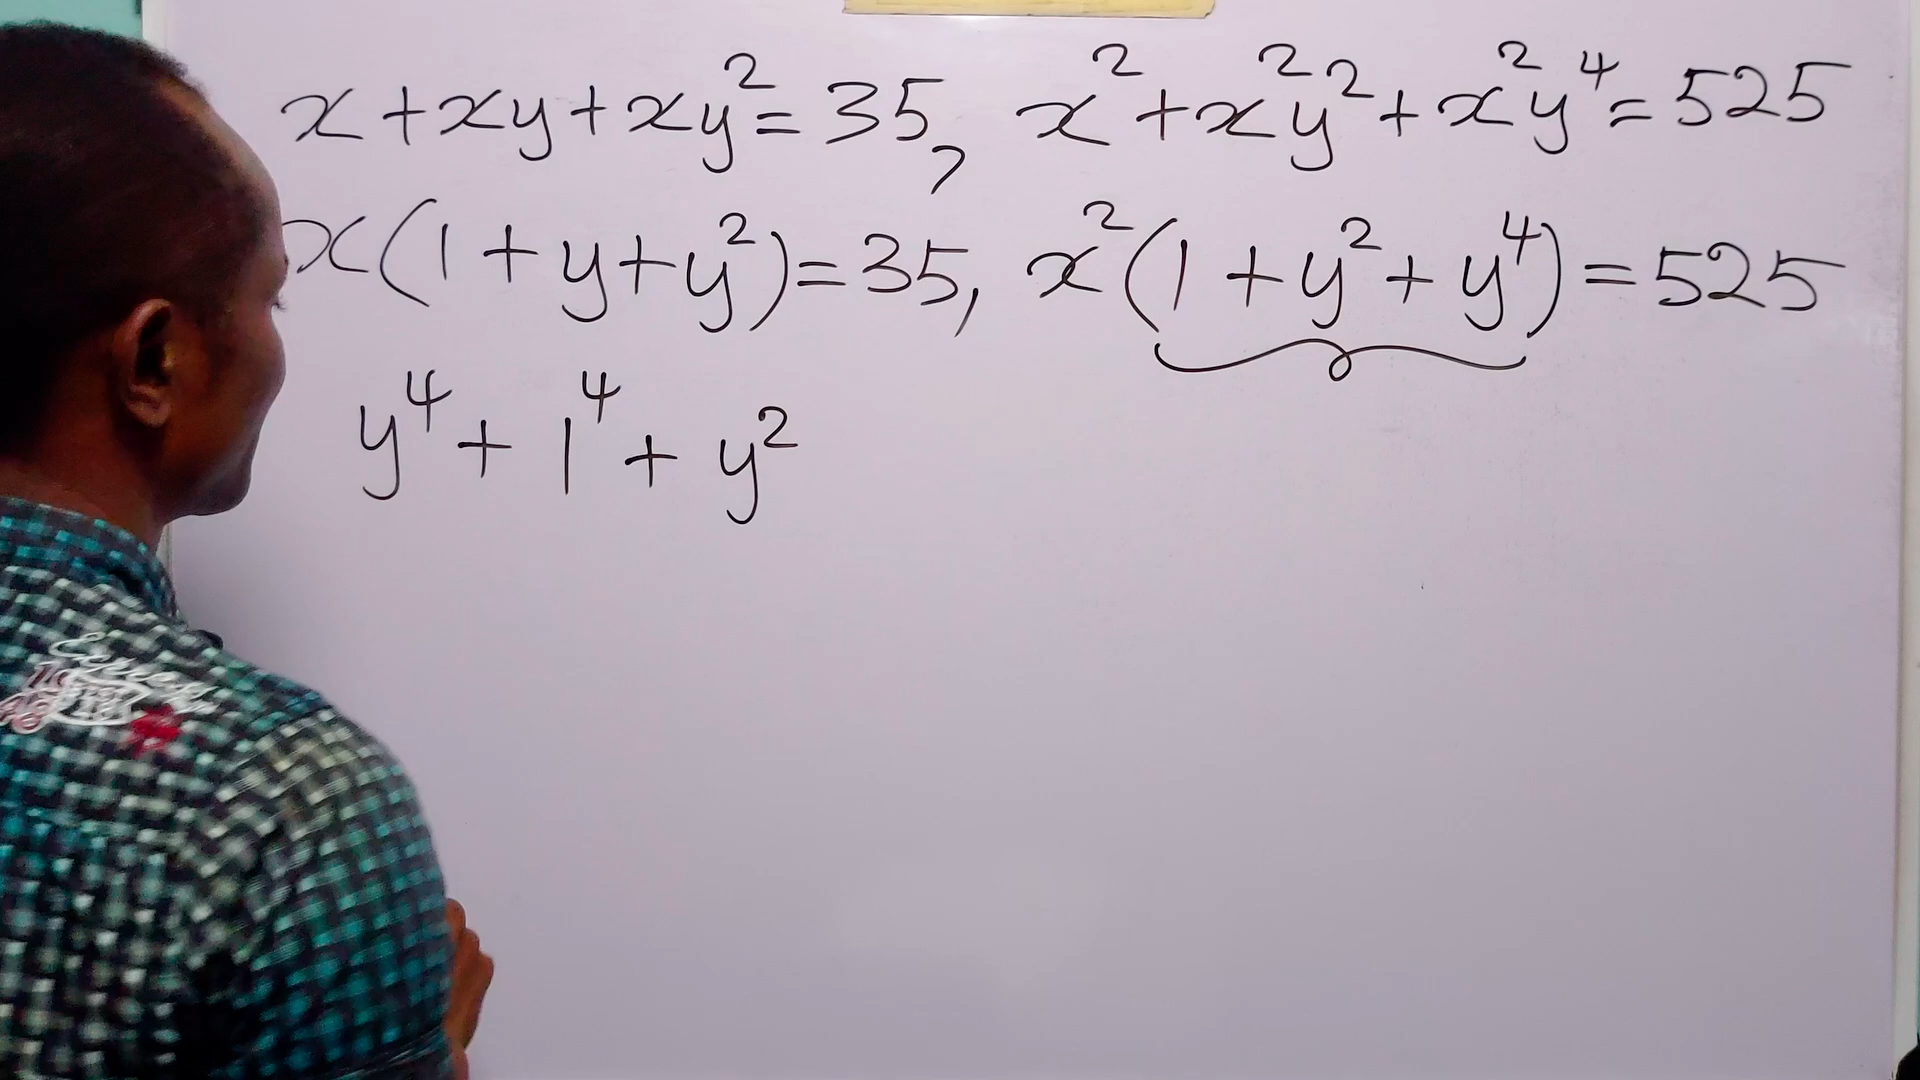 x + xy + xy² = 35, x² + x²y² + x²y⁴ = 525
x(1 + y + y²) = 35, x²(1 + y² + y⁴) = 525
y⁴ + 1⁴ + y²